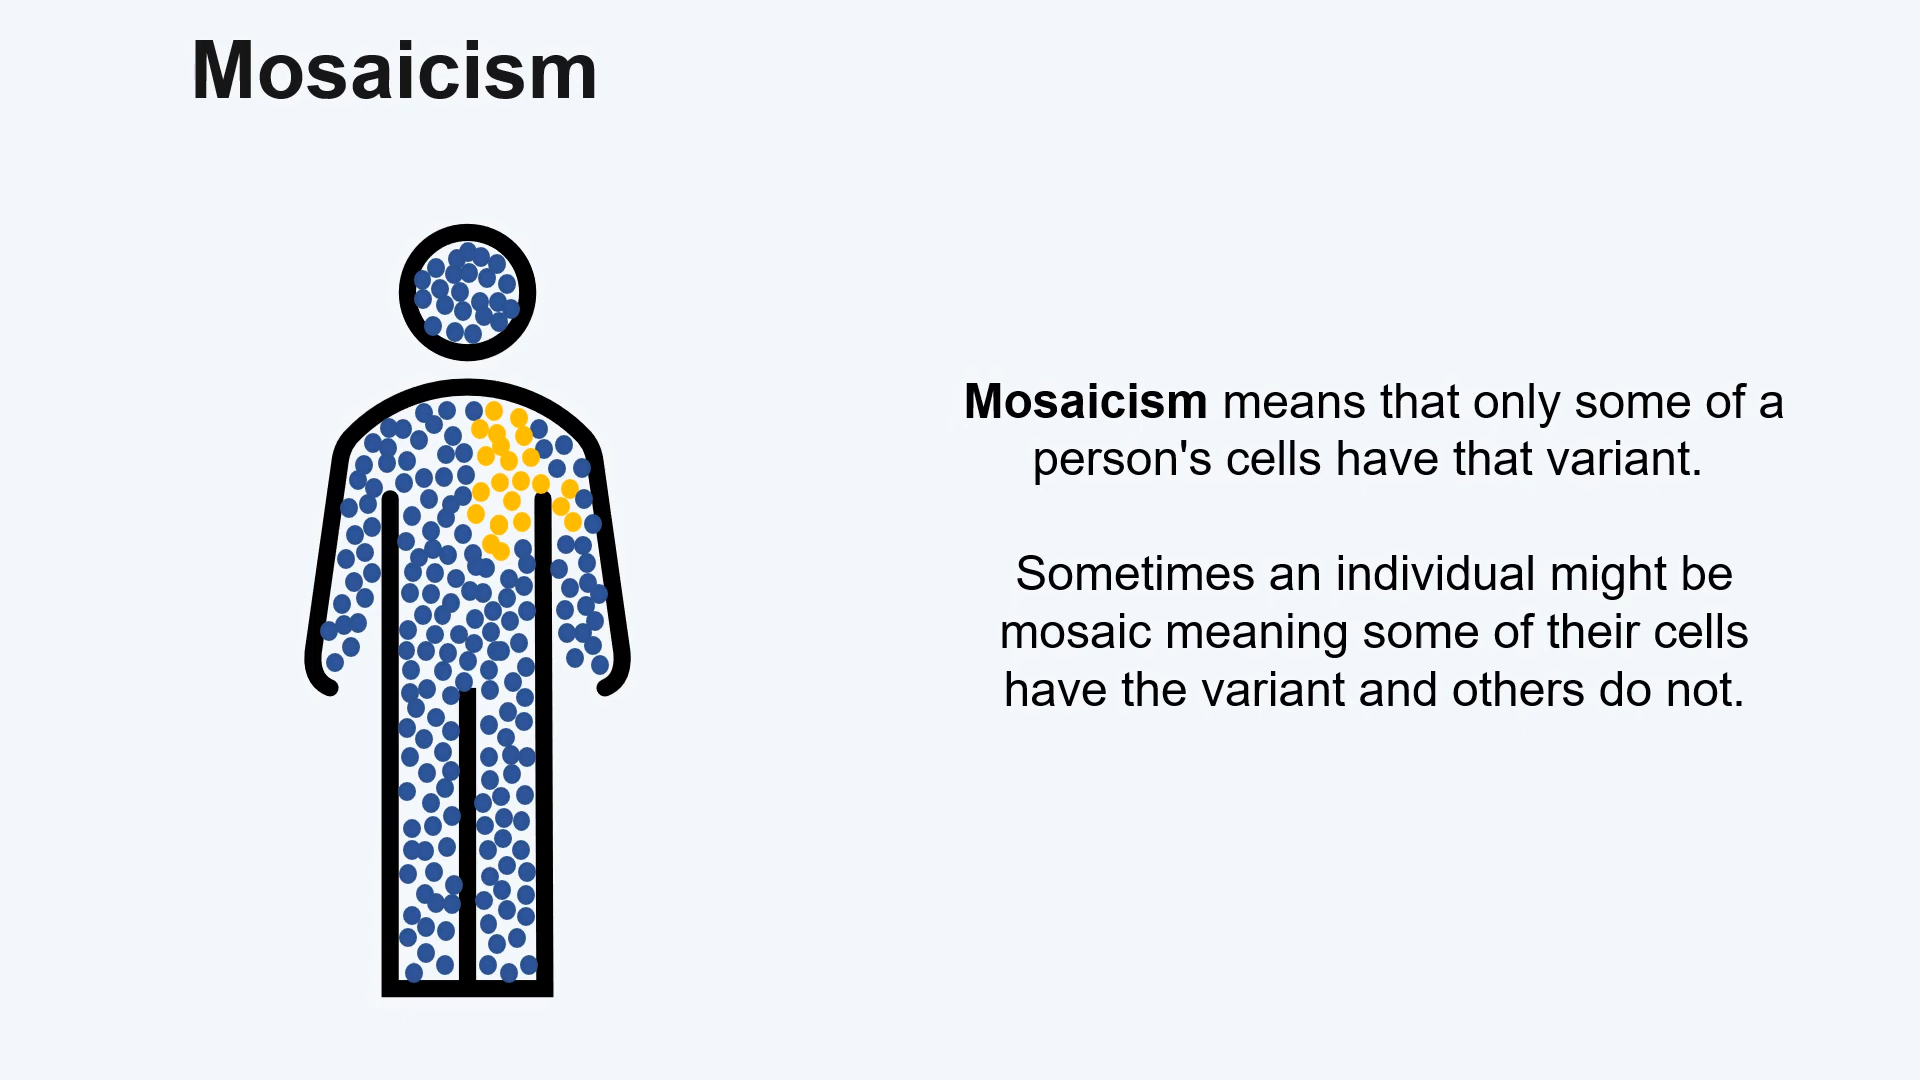 Mosaicism
Mosaicism means that only some of a
person's cells have that variant.
Sometimes an individual might be
mosaic meaning some of their cells
have the variant and others do not.